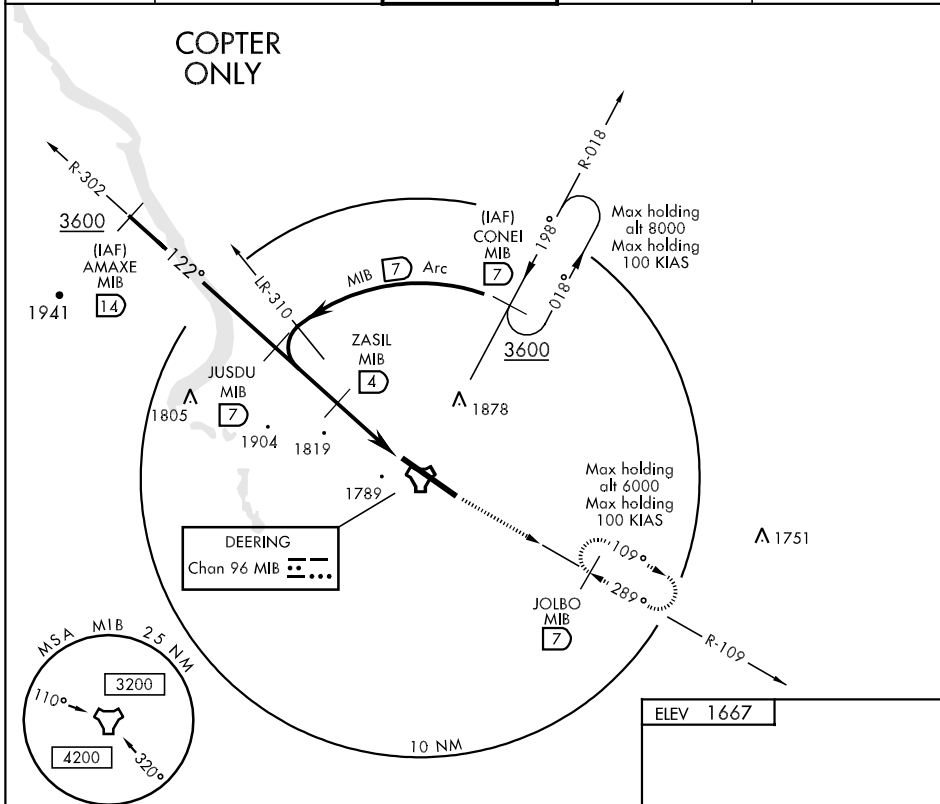 COPTER
ONLY
R-302
3600
(IAF)
AMAXE
MIB
14
1941
122°
LR-310
MIB 7 Arc
(IAF)
CONEI
MIB
7
R-018
198°
018°
Max holding
alt 8000
Max holding
100 KIAS
3600
ZASIL
MIB
4
JUSDU
MIB
7
1805
1904
1819
1878
1789
DEERING
Chan 96 MIB
Max holding
alt 6000
Max holding
100 KIAS
109°
289°
1751
JOLBO
MIB
7
R-109
MSA MIB 25 NM
110°
3200
4200
320°
10 NM
ELEV 1667